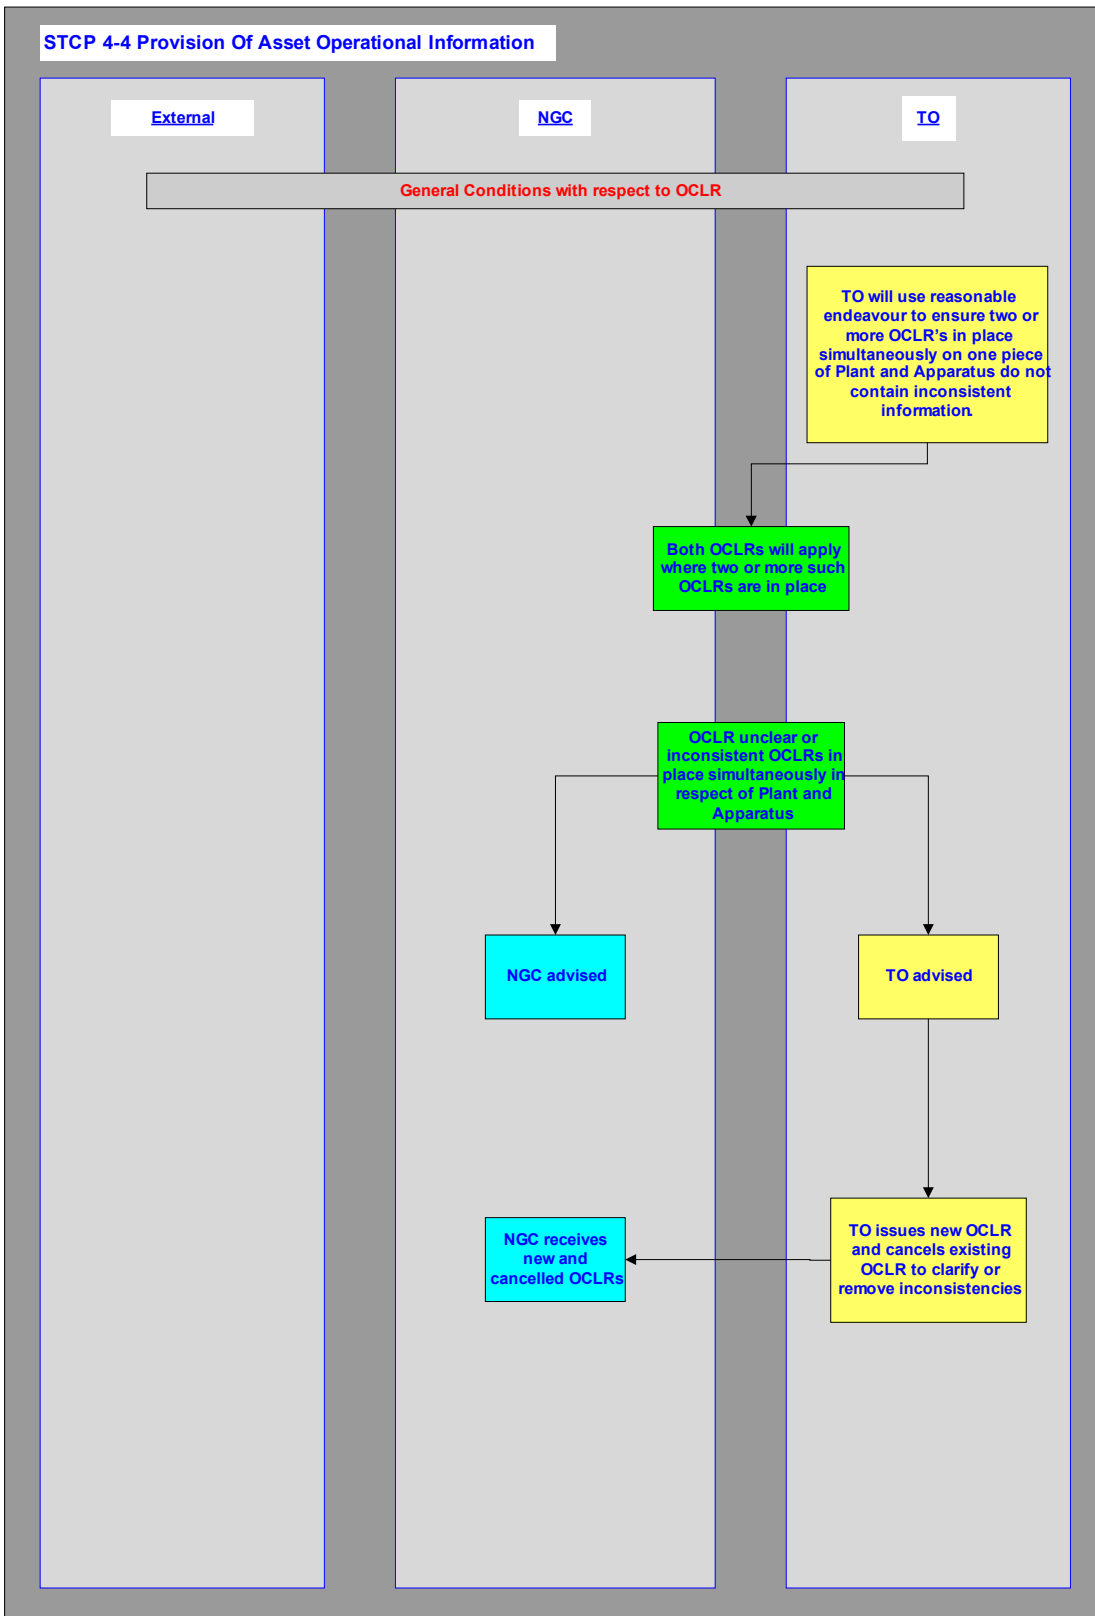 STCP 4-4 Provision Of Asset Operational Information
External
NGC
TO
General Conditions with respect to OCLR
TO will use reasonable
endeavour to ensure two or
more OCLR's in place
simultaneously on one piece
of Plant and Apparatus do not
contain inconsistent
information.
Both OCLRs will apply
where two or more such
OCLRs are in place
OCLR unclear or
inconsistent OCLRs in
place simultaneously in
respect of Plant and
Apparatus
NGC advised
TO advised
NGC receives
new and
cancelled OCLRs
TO issues new OCLR
and cancels existing
OCLR to clarify or
remove inconsistencies